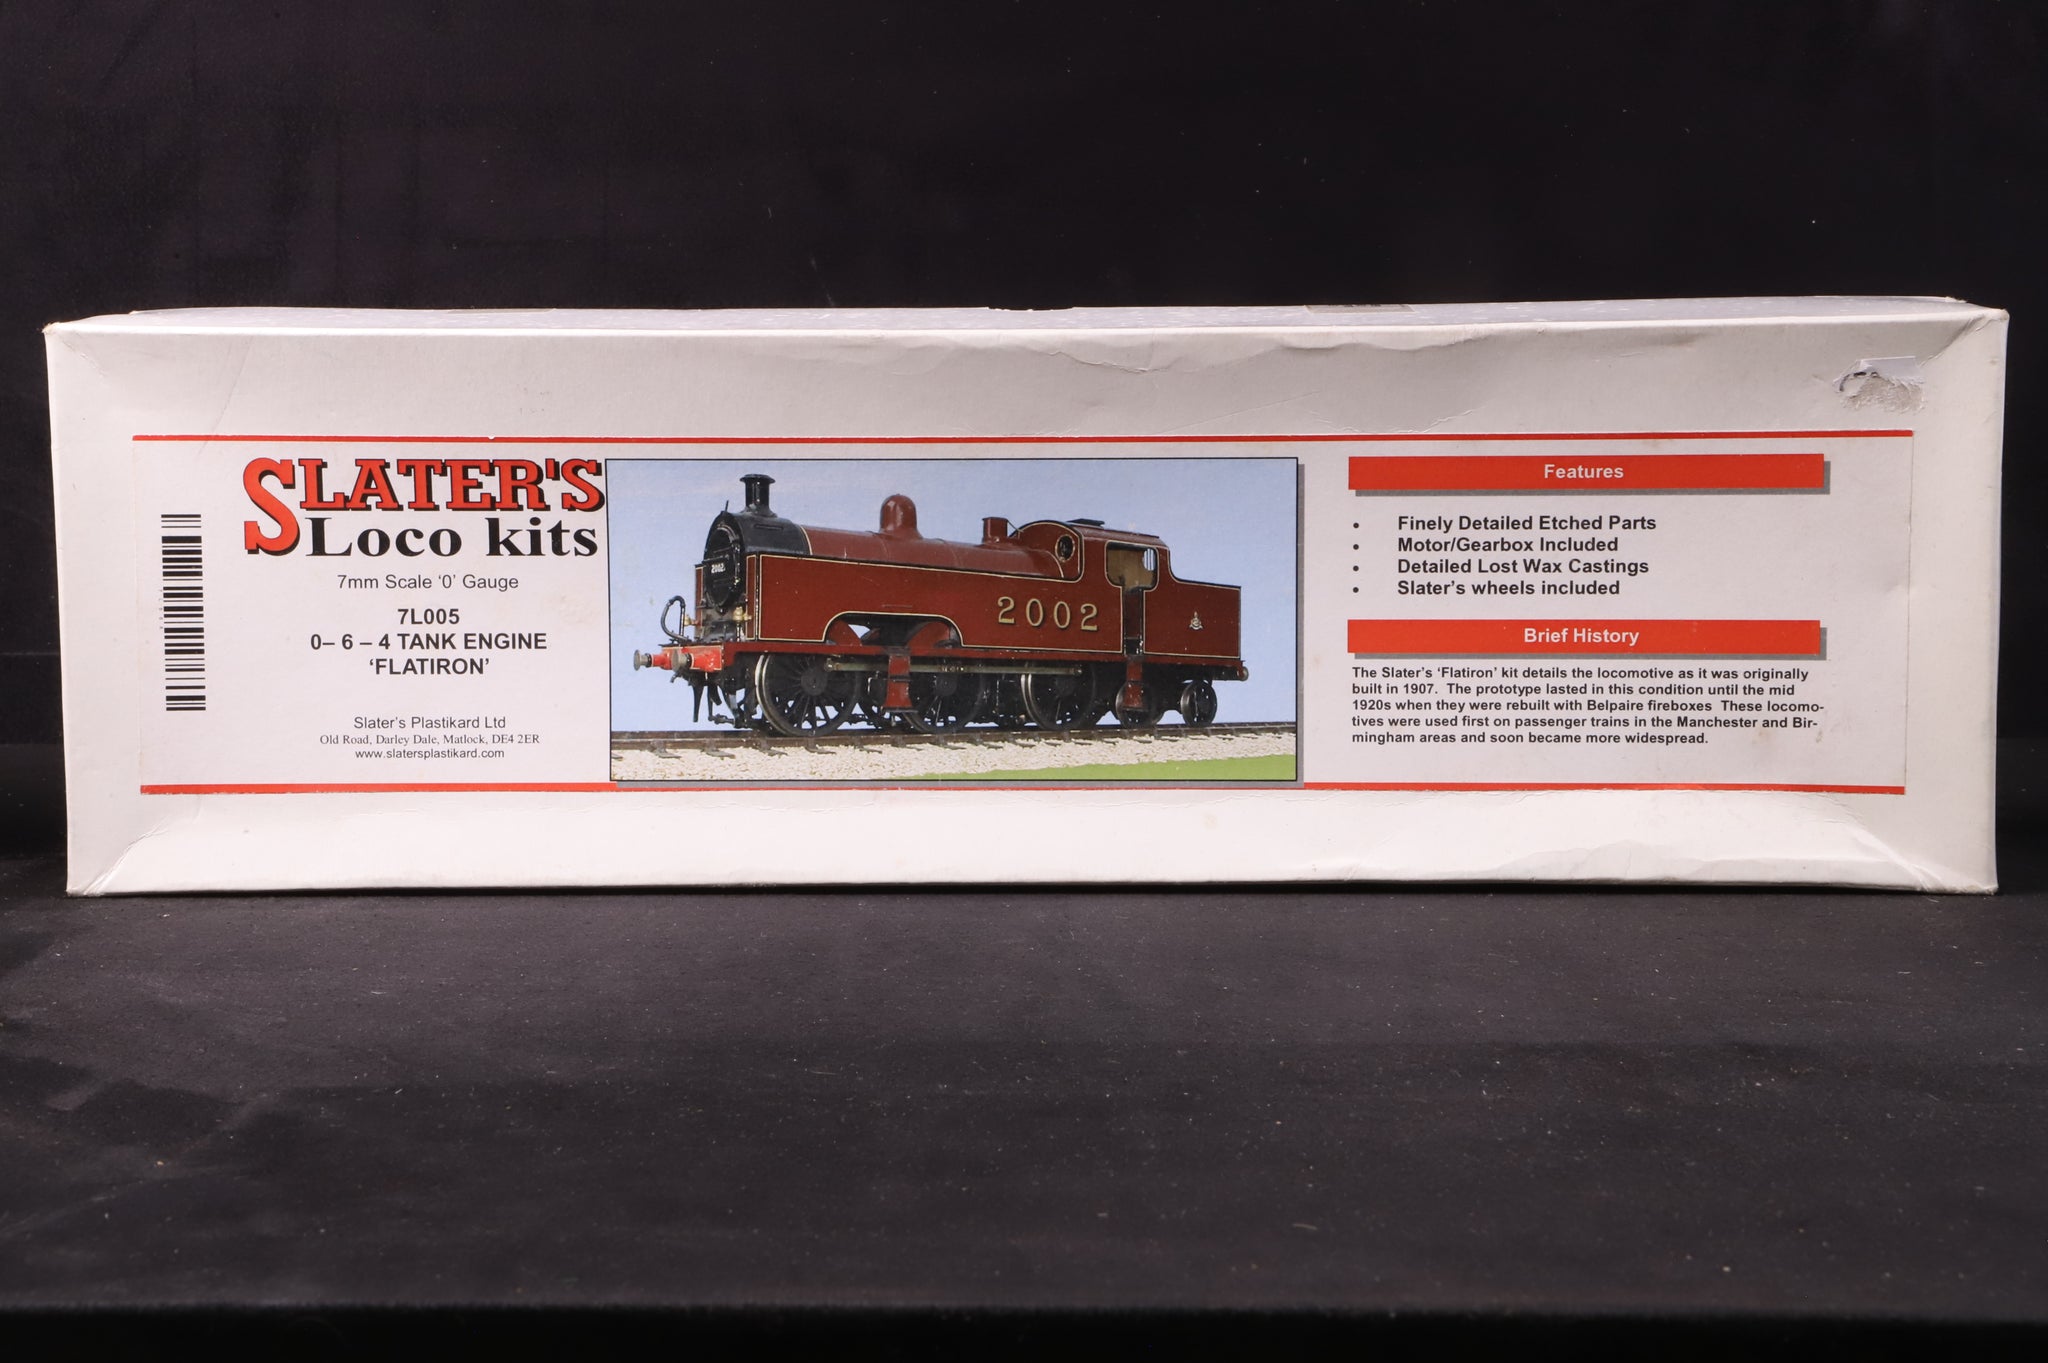 SLATER'S
Loco kits
7mm Scale ‘0’ Gauge
7L005
0– 6 – 4 TANK ENGINE
‘FLATIRON’
Slater’s Plastikard Ltd
Old Road, Darley Dale, Matlock, DE4 2ER
www.slatersplastikard.com
2002
2002
Features
• Finely Detailed Etched Parts
• Motor/Gearbox Included
• Detailed Lost Wax Castings
• Slater’s wheels included
Brief History
The Slater’s ‘Flatiron’ kit details the locomotive as it was originally
built in 1907. The prototype lasted in this condition until the mid
1920s when they were rebuilt with Belpaire fireboxes These locomo-
tives were used first on passenger trains in the Manchester and Bir-
mingham areas and soon became more widespread.